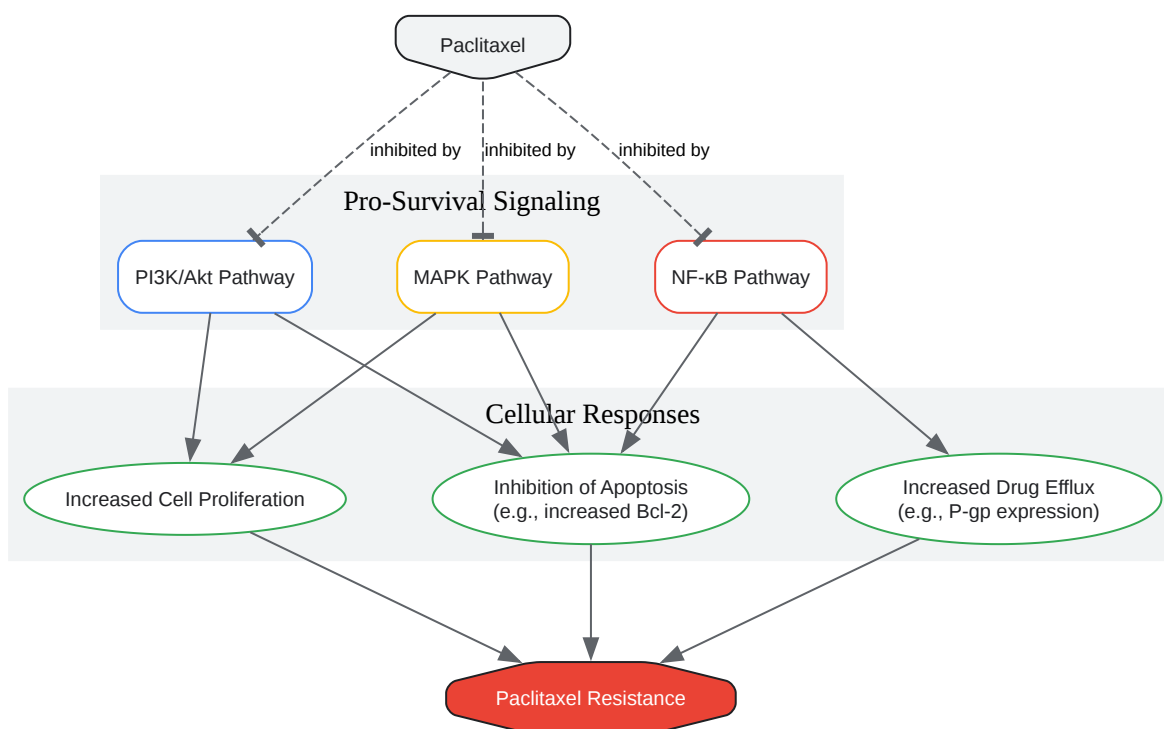 Paclitaxel
inhibited by
inhibited by
inhibited by
Pro-Survival Signaling
PI3K/Akt Pathway
MAPK Pathway
NF-κB Pathway
Cellular Responses
Increased Cell Proliferation
Inhibition of Apoptosis
(e.g., increased Bcl-2)
Increased Drug Efflux
(e.g., P-gp expression)
Paclitaxel Resistance